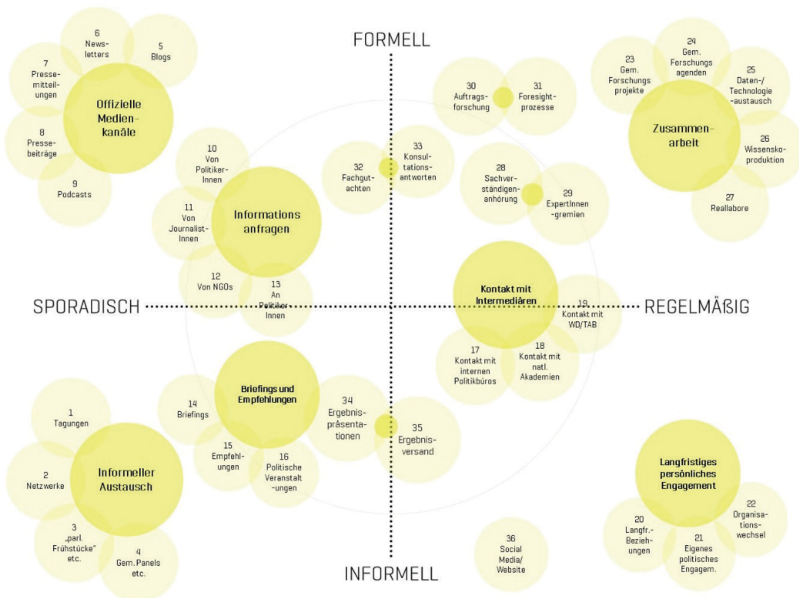 FORMELL
6
News-
letters
5
Blogs
7
Presse-
mitteil-
ungen
Offizielle
Medien-
kanäle
8
Presse-
beiträge
9
Podcasts
10
Von
Politiker-
Innen
11
Von
Journalist-
Innen
Informations
anfragen
12
Von NGOs
13
An
Politiker
Innen
32
Fachgut-
achten
33
Konsul-
tations-
antworten
30
Auftrags-
forschung
31
Foresight-
prozesse
28
Sachver-
ständigen-
anhörung
29
ExpertInnen
-gremien
23
Gem.
Forschungs
projekte
24
Gem.
Forschungs
agenden
25
Daten-/
Technologie
-austausch
Zusammen-
arbeit
26
Wissensko-
produktion
27
Reallabore
SPORADISCH
REGELMÄßIG
Kontakt mit
Intermediären
19
Kontakt mit
WD/TAB
17
Kontakt mit
internen
Politikbüros
18
Kontakt mit
natl.
Akademien
Briefings und
Empfehlungen
14
Briefings
15
Empfehl-
ungen
16
Politische
Veranstalt
-ungen
34
Ergebnis-
präsenta-
tionen
35
Ergebnis-
versand
1
Tagungen
2
Netzwerke
Informeller
Austausch
3
„parl.
Frühstücke"
etc.
4
Gem. Panels
etc.
Langfristiges
persönliches
Engagement
20
Langfr.-
Bezieh-
ungen
21
Eigenes
politisches
Engagem.
22
Organisa-
tions-
wechsel
36
Social
Media/
Website
INFORMELL